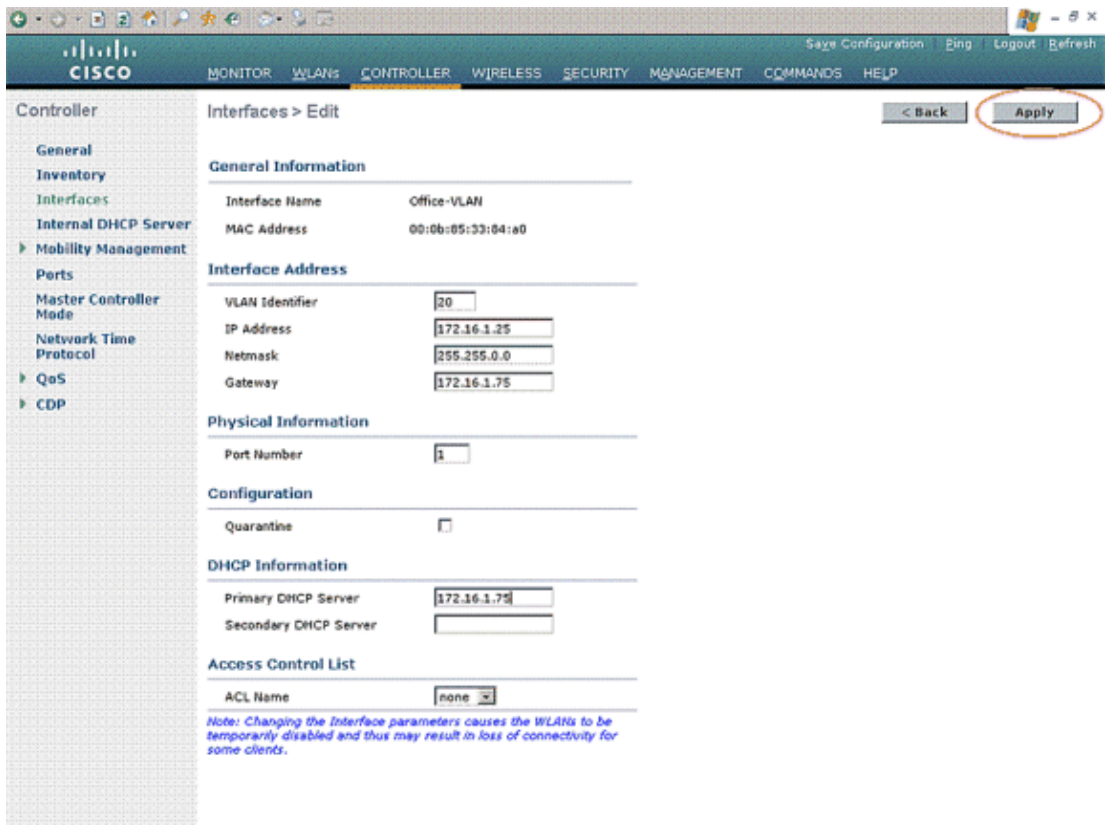 Save Configuration Ping Logout Refresh
CISCO
MONITOR WLANs CONTROLLER WIRELESS SECURITY MANAGEMENT COMMANDS HELP
Controller
General
Inventory
Interfaces
Internal DHCP Server
Mobility Management
Ports
Master Controller
Mode
Network Time
Protocol
QoS
CDP
Interfaces > Edit
< Back
Apply
General Information
Interface Name Office-VLAN
MAC Address 00:0b:85:33:84:a0
Interface Address
VLAN Identifier 20
IP Address 172.16.1.25
Netmask 255.255.0.0
Gateway 172.16.1.75
Physical Information
Port Number 1
Configuration
Quarantine
DHCP Information
Primary DHCP Server 172.16.1.75
Secondary DHCP Server
Access Control List
ACL Name none
Note: Changing the Interface parameters causes the WLANs to be
temporarily disabled and thus may result in loss of connectivity for
some clients.